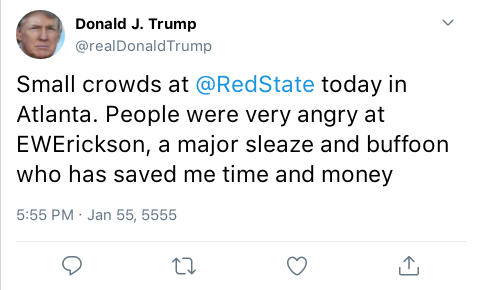 Donald J. Trump
@realDonaldTrump
Small crowds at @RedState today in
Atlanta. People were very angry at
EWErickson, a major sleaze and buffoon
who has saved me time and money
5:55 PM · Jan 55, 5555